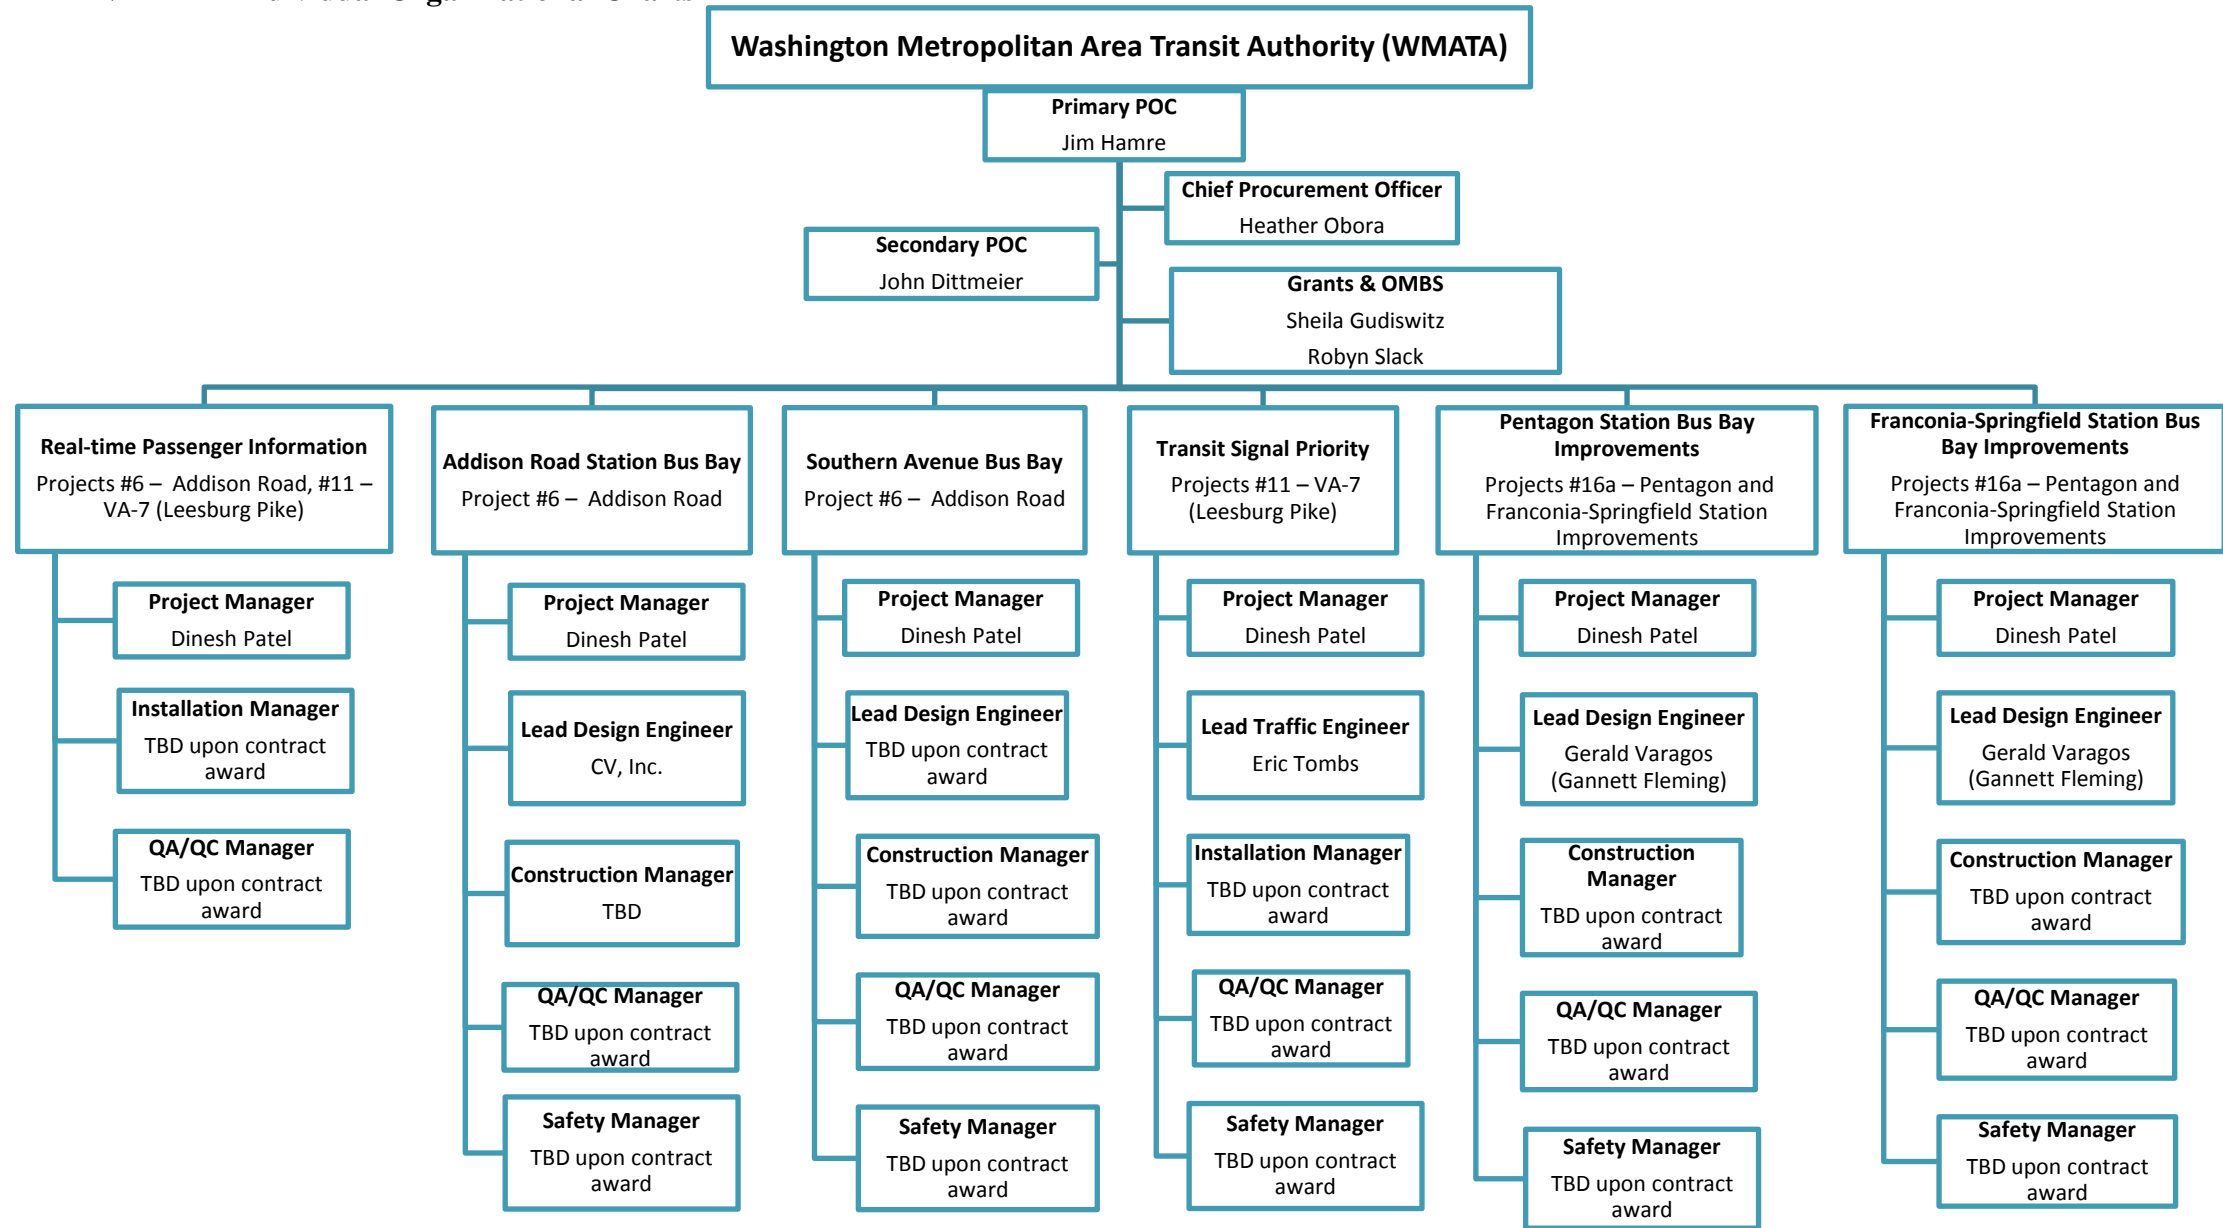 Individual Organizational Charts
Washington Metropolitan Area Transit Authority (WMATA)
Primary POC
Jim Hamre
Chief Procurement Officer
Heather Obora
Secondary POC
John Dittmeier
Grants & OMBS
Sheila Gudiswitz
Robyn Slack
Real-time Passenger Information
Projects #6 – Addison Road, #11 –
VA-7 (Leesburg Pike)
Project Manager
Dinesh Patel
Installation Manager
TBD upon contract
award
QA/QC Manager
TBD upon contract
award
Addison Road Station Bus Bay
Project #6 – Addison Road
Project Manager
Dinesh Patel
Lead Design Engineer
CV, Inc.
Construction Manager
TBD
QA/QC Manager
TBD upon contract
award
Safety Manager
TBD upon contract
award
Southern Avenue Bus Bay
Project #6 – Addison Road
Project Manager
Dinesh Patel
Lead Design Engineer
TBD upon contract
award
Construction Manager
TBD upon contract
award
QA/QC Manager
TBD upon contract
award
Safety Manager
TBD upon contract
award
Transit Signal Priority
Projects #11 – VA-7
(Leesburg Pike)
Project Manager
Dinesh Patel
Lead Traffic Engineer
Eric Tombs
Installation Manager
TBD upon contract
award
QA/QC Manager
TBD upon contract
award
Safety Manager
TBD upon contract
award
Pentagon Station Bus Bay
Improvements
Projects #16a – Pentagon and
Franconia-Springfield Station
Improvements
Project Manager
Dinesh Patel
Lead Design Engineer
Gerald Varagos
(Gannett Fleming)
Construction
Manager
TBD upon contract
award
QA/QC Manager
TBD upon contract
award
Safety Manager
TBD upon contract
award
Franconia-Springfield Station Bus
Bay Improvements
Projects #16a – Pentagon and
Franconia-Springfield Station
Improvements
Project Manager
Dinesh Patel
Lead Design Engineer
Gerald Varagos
(Gannett Fleming)
Construction Manager
TBD upon contract
award
QA/QC Manager
TBD upon contract
award
Safety Manager
TBD upon contract
award